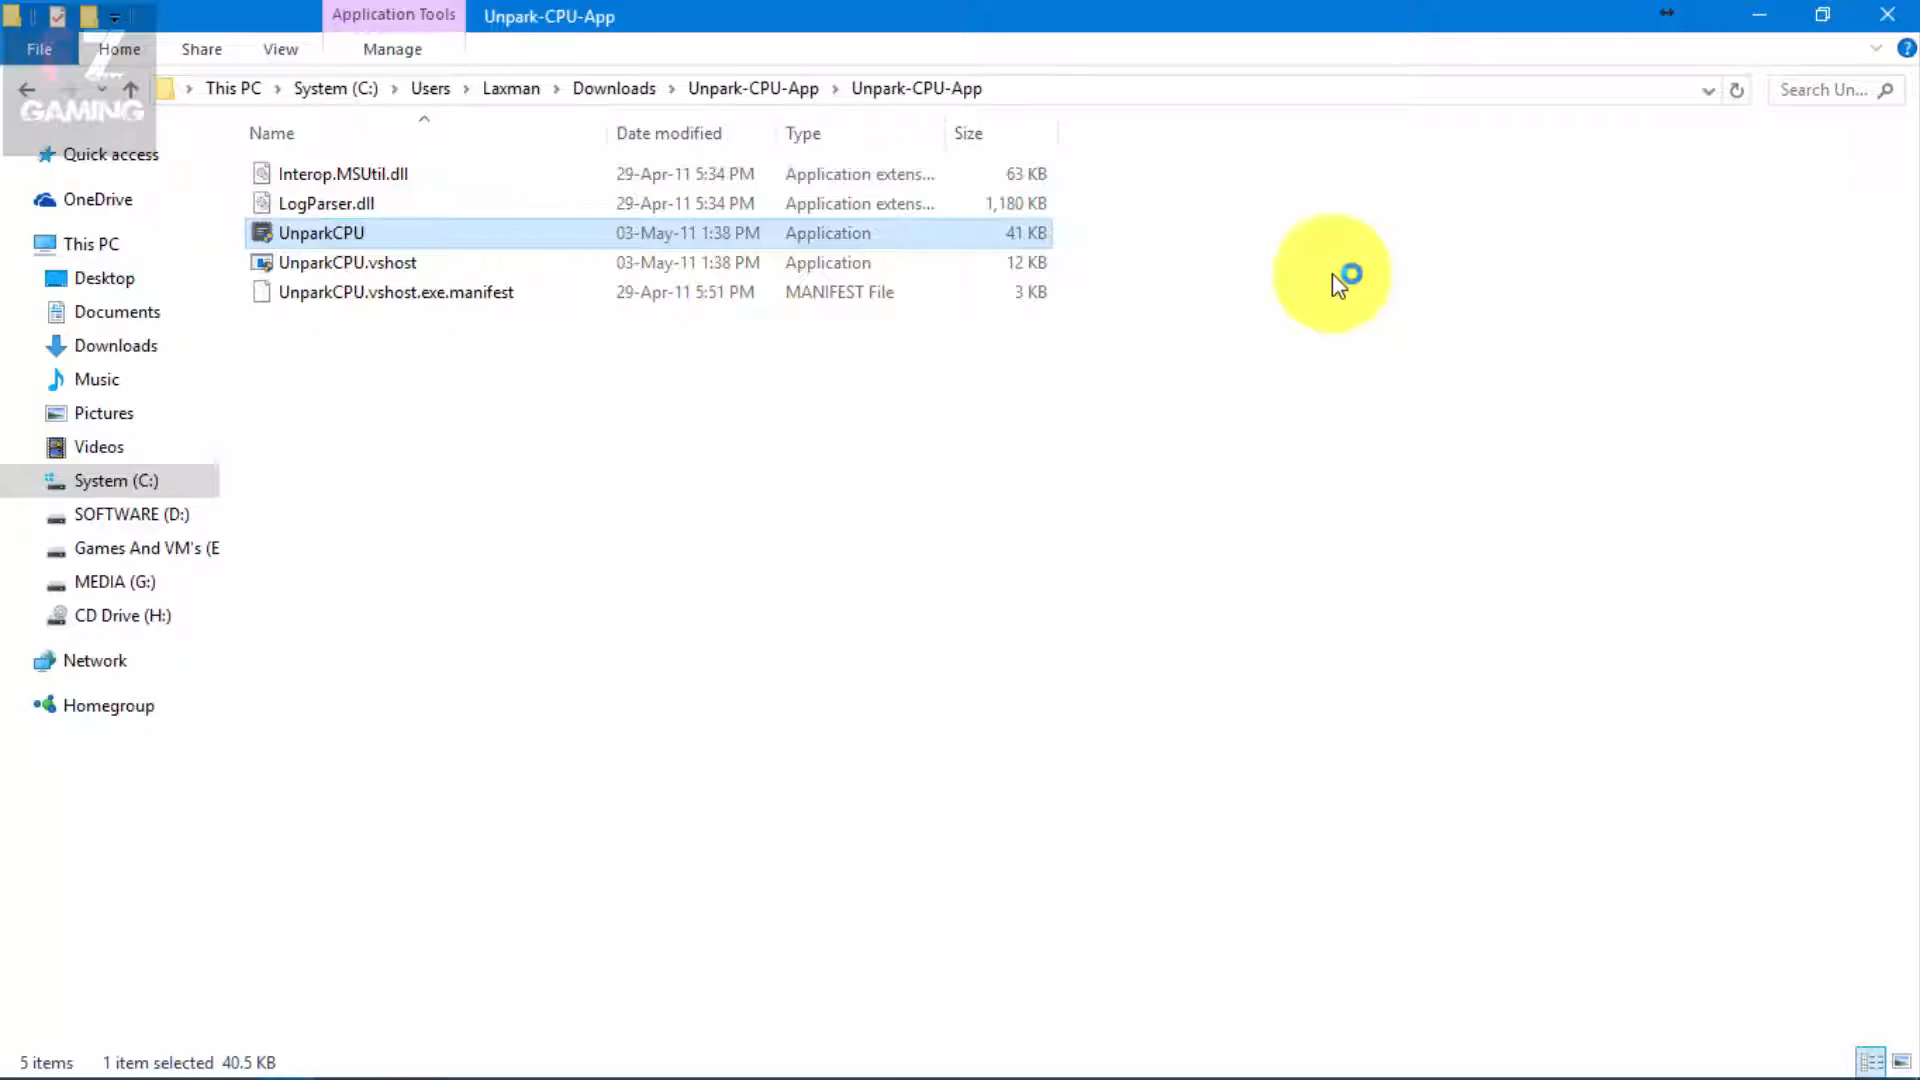 Application Tools
Unpark-CPU-App
File
Home
Share
View
Manage
This PC
System (C:)
Users
Laxman
Downloads
Unpark-CPU-App
Unpark-CPU-App
Search Un...
GAMING
Name
Date modified
Type
Size
Quick access
OneDrive
This PC
Desktop
Documents
Downloads
Music
Pictures
Videos
System (C:)
SOFTWARE (D:)
Games And VM's (E
MEDIA (G:)
CD Drive (H:)
Network
Homegroup
Interop.MSUtil.dll 29-Apr-11 5:34 PM Application extens... 63 KB
LogParser.dll 29-Apr-11 5:34 PM Application extens... 1,180 KB
UnparkCPU 03-May-11 1:38 PM Application 41 KB
UnparkCPU.vshost 03-May-11 1:38 PM Application 12 KB
UnparkCPU.vshost.exe.manifest 29-Apr-11 5:51 PM MANIFEST File 3 KB
5 items 1 item selected 40.5 KB